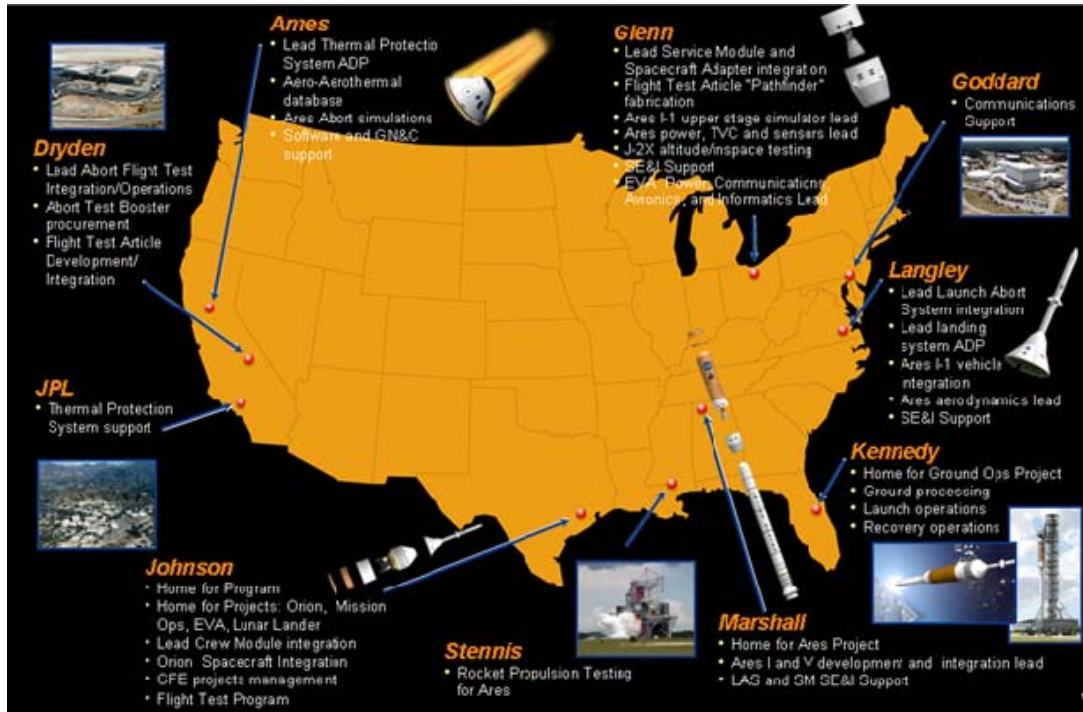 Ames
• Lead Thermal Protectio
System ADP
• Aero-Aerothermal
database
• Ares Abort simulations
• Software and GN&C
support
Glenn
• Lead Service Module and
Spacecraft Adapter integration
• Flight Test Article "Pathfinder"
fabrication
• Ares I-1 upper stage simulator lead
• Ares power, TVC and sensors lead
• J-2X altitude/inspace testing
• SE&I Support
• EVA Power, Communications,
Avionics, and Informatics Lead
Goddard
• Communications
Support
Dryden
• Lead Abort Flight Test
Integration/Operations
• Abort Test Booster
procurement
• Flight Test Article
Development/
Integration
Langley
• Lead Launch Abort
System integration
• Lead landing
system ADP
• Ares I-1 vehicle
integration
• Ares aerodynamics lead
• SE&I Support
JPL
• Thermal Protection
System support
Kennedy
• Home for Ground Ops Project
• Ground processing
• Launch operations
• Recovery operations
Johnson
• Home for Program
• Home for Projects: Orion, Mission
Ops, EVA, Lunar Lander
• Lead Crew Module integration
• Orion Spacecraft Integration
• CFE projects management
• Flight Test Program
Stennis
• Rocket Propulsion Testing
for Ares
Marshall
• Home for Ares Project
• Ares I and V development and integration lead
• LAS and SM SE&I Support